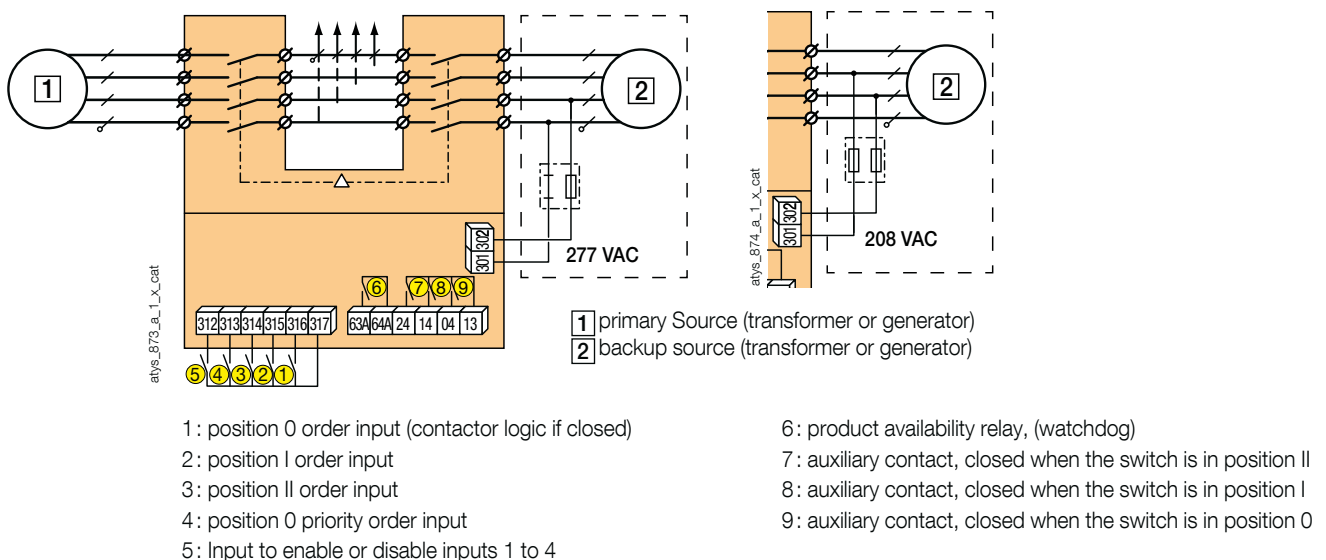 1
2
2
302
301
277 VAC
302
301
208 VAC
atys_873_a_1_x_cat
atys_874_a_1_x_cat
6
7
8
9
312 313 314 315 316 317
63A 64A 24 14 04 13
5 4 3 2 1
1 primary Source (transformer or generator)
2 backup source (transformer or generator)
1: position 0 order input (contactor logic if closed)
2: position I order input
3: position II order input
4: position 0 priority order input
5: Input to enable or disable inputs 1 to 4
6: product availability relay, (watchdog)
7: auxiliary contact, closed when the switch is in position II
8: auxiliary contact, closed when the switch is in position I
9: auxiliary contact, closed when the switch is in position 0